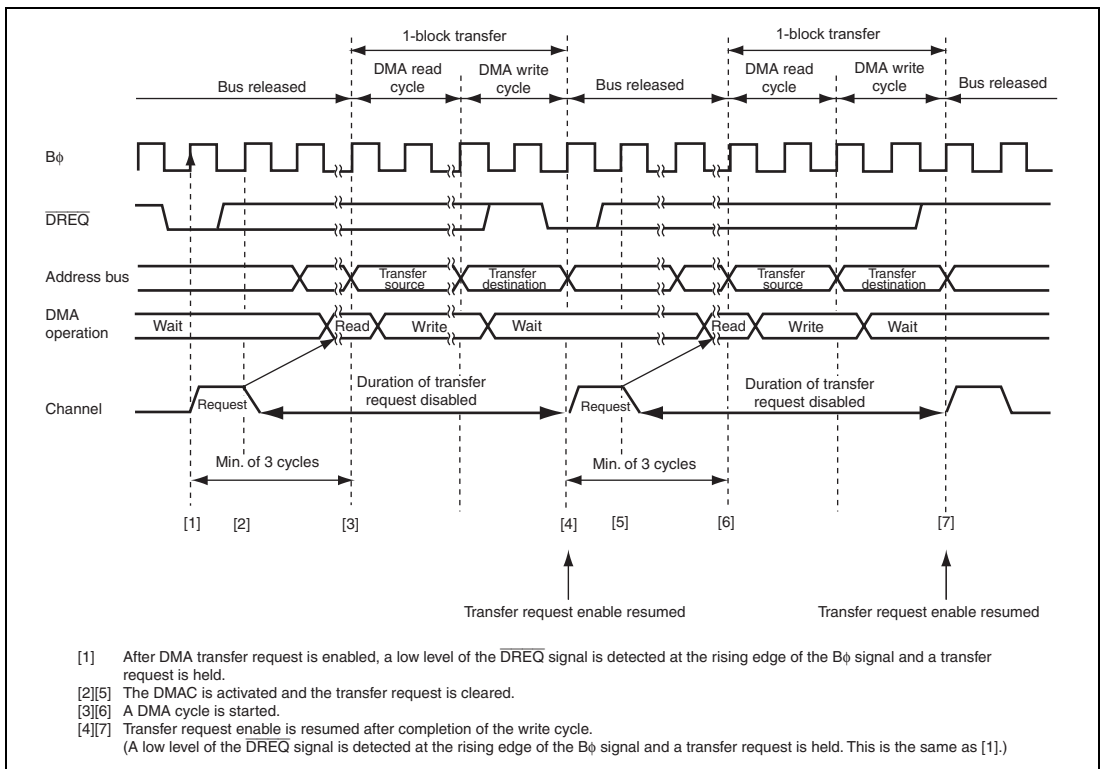 1-block transfer 1-block transfer
DMA read cycle DMA write cycle DMA read cycle DMA write cycle
Bus released Bus released Bus released
Bφ
DREQ
Address bus Transfer source Transfer destination Transfer source Transfer destination
DMA operation Wait Read Write Wait Read Write Wait
Duration of transfer request disabled Duration of transfer request disabled
Channel Request Request
Min. of 3 cycles Min. of 3 cycles
[1] [2] [3] [4] [5] [6] [7]
Transfer request enable resumed Transfer request enable resumed
[1] After DMA transfer request is enabled, a low level of the DREQ signal is detected at the rising edge of the Bφ signal and a transfer
request is held.
[2][5] The DMAC is activated and the transfer request is cleared.
[3][6] A DMA cycle is started.
[4][7] Transfer request enable is resumed after completion of the write cycle.
(A low level of the DREQ signal is detected at the rising edge of the Bφ signal and a transfer request is held. This is the same as [1].)